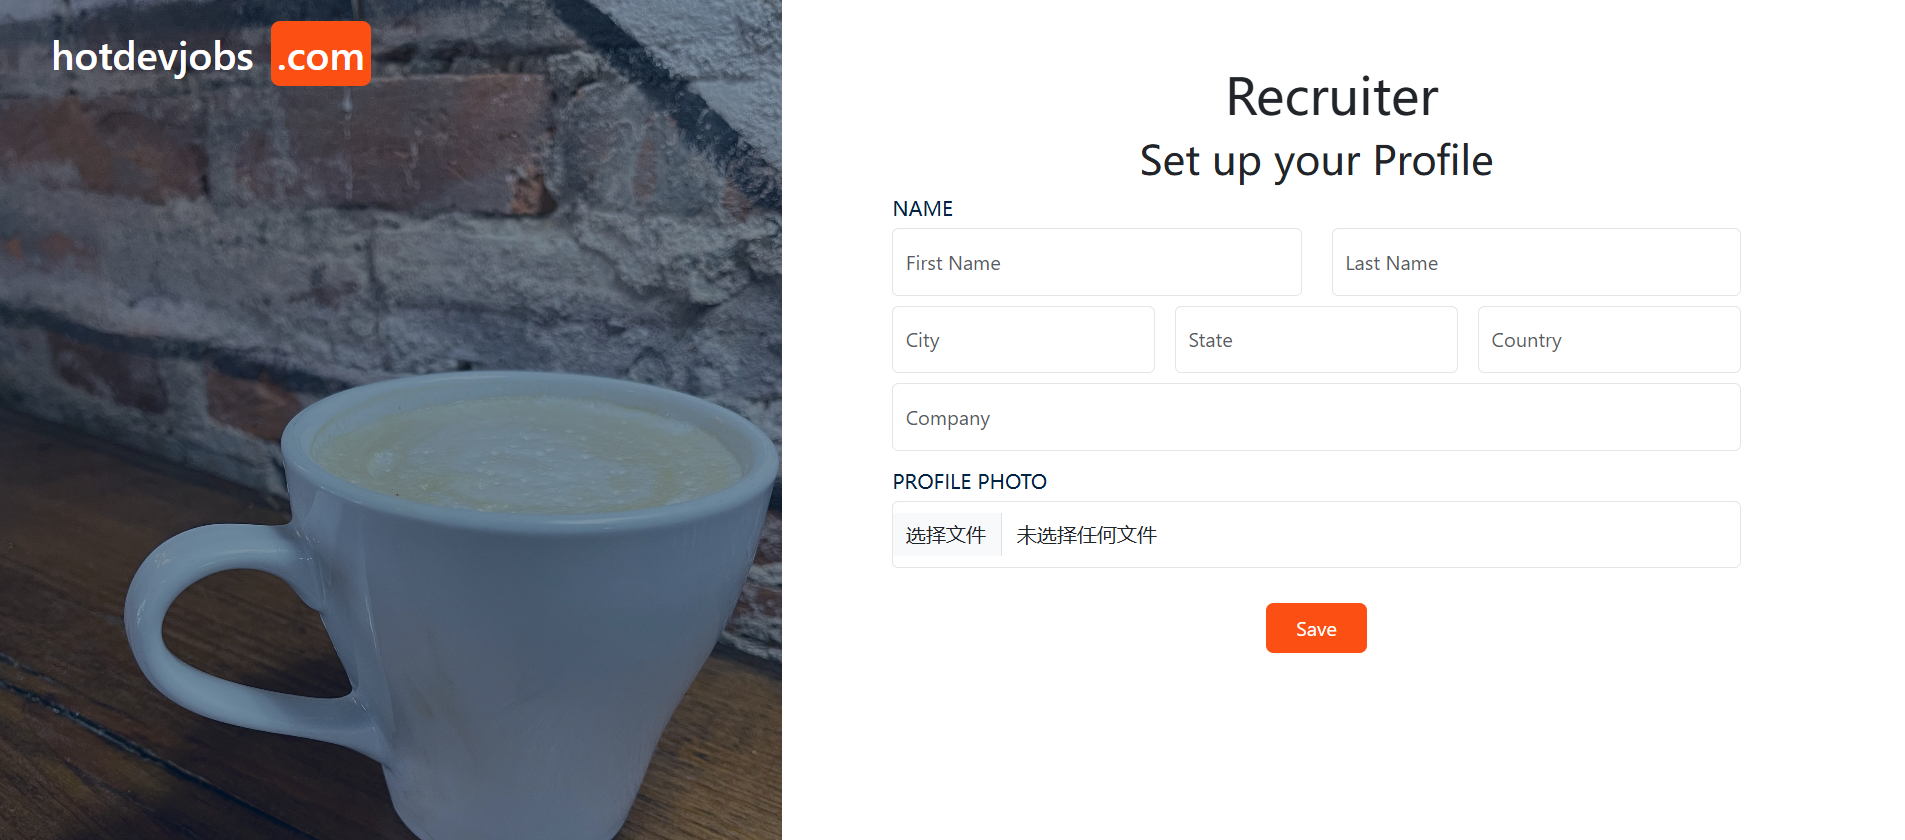 hotdevjobs .com
Recruiter
Set up your Profile
NAME
First Name Last Name
City State Country
Company
PROFILE PHOTO
选择文件 未选择任何文件
Save